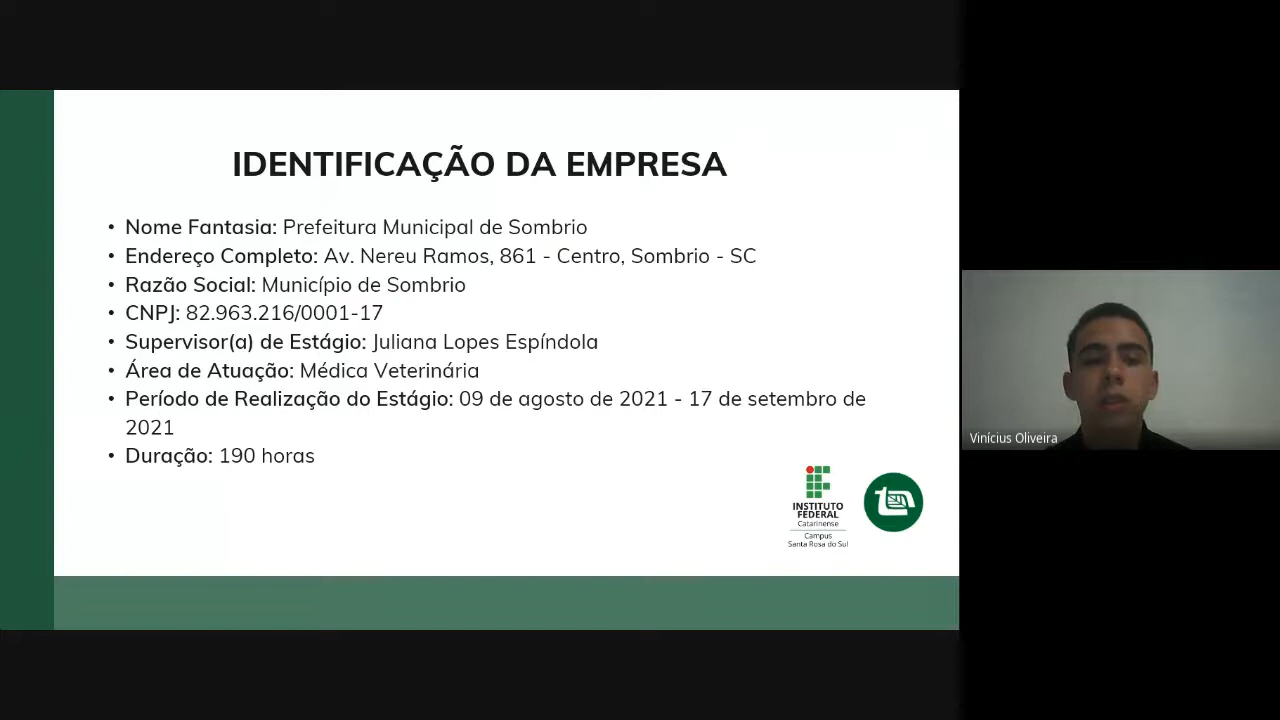 IDENTIFICAÇÃO DA EMPRESA
• Nome Fantasia: Prefeitura Municipal de Sombrio
• Endereço Completo: Av. Nereu Ramos, 861 - Centro, Sombrio - SC
• Razão Social: Município de Sombrio
• CNPJ: 82.963.216/0001-17
• Supervisor(a) de Estágio: Juliana Lopes Espíndola
• Área de Atuação: Médica Veterinária
• Período de Realização do Estágio: 09 de agosto de 2021 - 17 de setembro de
2021
• Duração: 190 horas
INSTITUTO
FEDERAL
Catarinense
Campus
Santa Rosa do Sul
Vinícius Oliveira